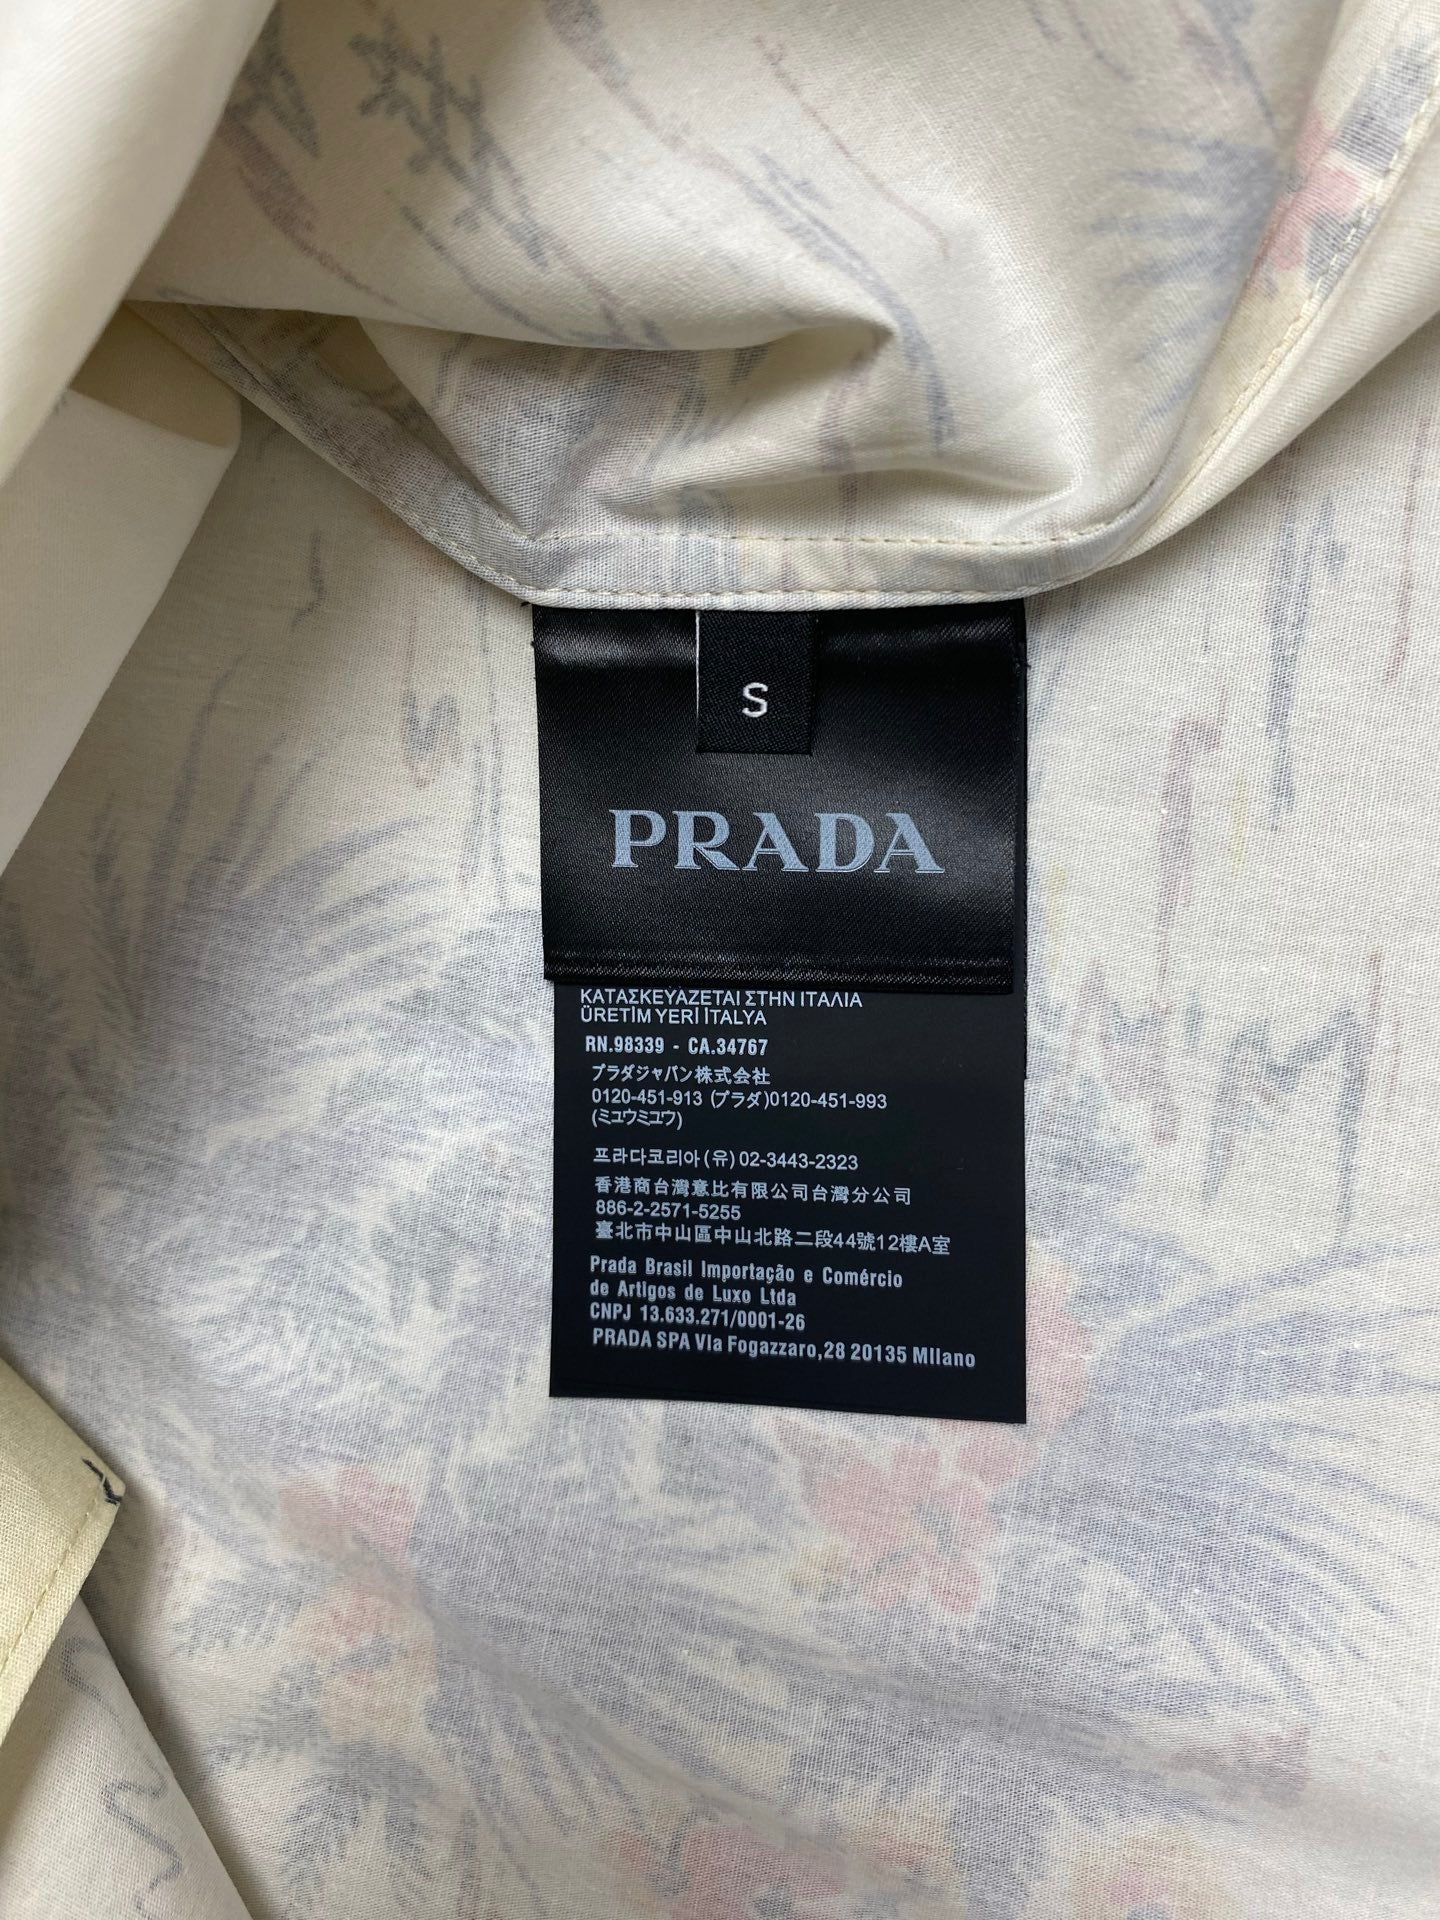 S
PRADA
ΚΑΤΑΣΚΕΥΑΖΕΤΑΙ ΣΤΗΝ ΙΤΑΛΙΑ
ÜRETİM YERİ İTALYA
RN.98339 - CA.34767
プラダジャパン株式会社
0120-451-913 (プラダ)0120-451-993
(ミュウミュウ)
프라다코리아(유)02-3443-2323
香港商台灣意比有限公司台灣分公司
886-2-2571-5255
臺北市中山區中山北路二段44號12樓A室
Prada Brasil Importação e Comércio
de Artigos de Luxo Ltda
CNPJ 13.633.271/0001-26
PRADA SPA Via Fogazzaro,28 20135 Milano